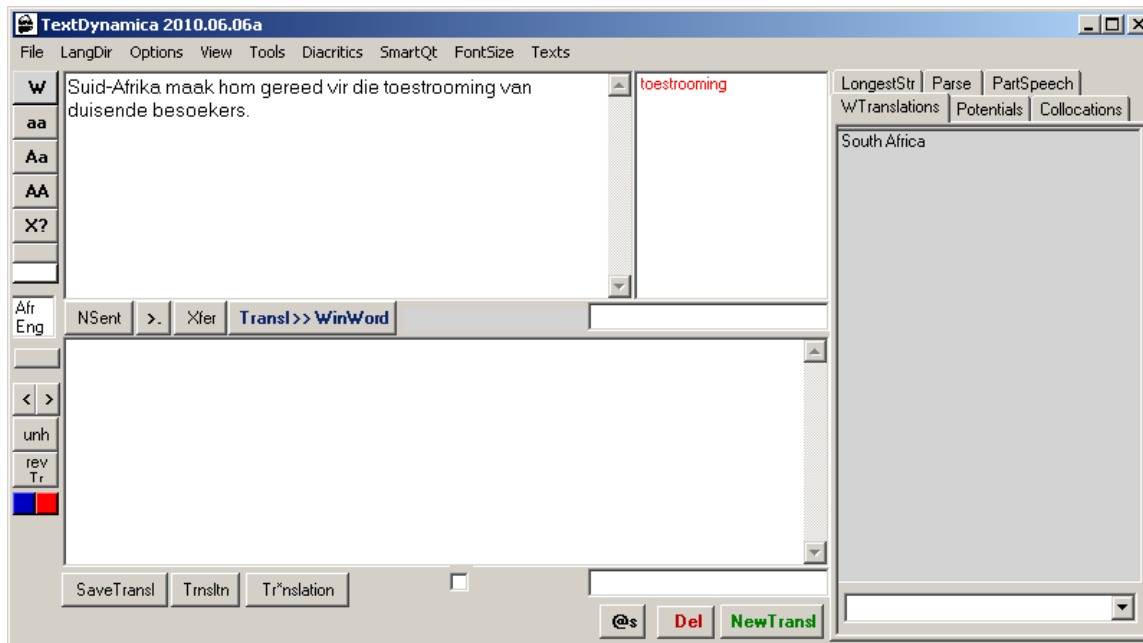 TextDynamica 2010.06.06a
File LangDir Options View Tools Diacritics SmartQt FontSize Texts
W
aa
Aa
AA
X?
Suid-Afrika maak hom gereed vir die toestrooming van
duisende besoekers.
toestrooming
LongestStr Parse PartSpeech
WTranslations Potentials Collocations
South Africa
Afr
Eng
NSent >. Xfer Transl>>WinWord
< >
unh
rev
Tr
SaveTransl Trnsltn Tr*nslation
@s Del NewTransl